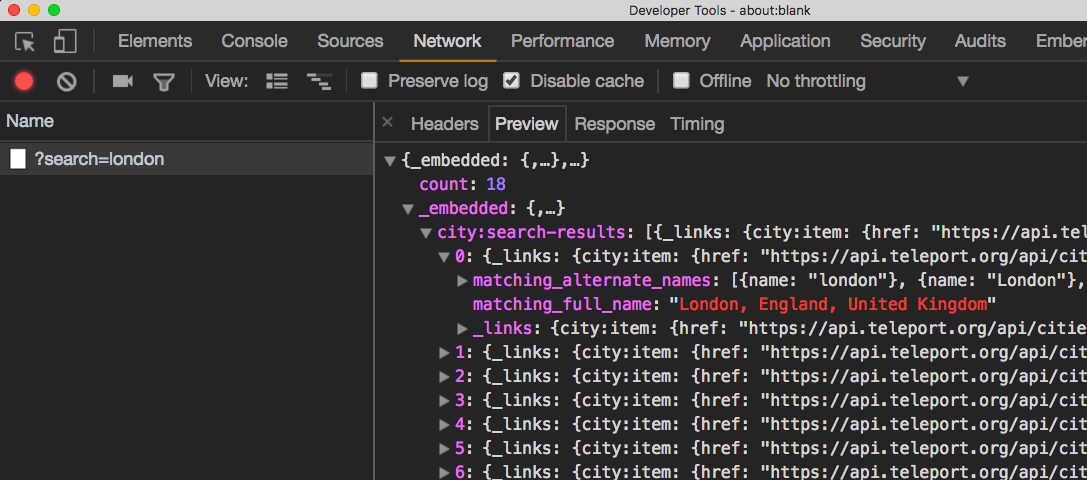 Developer Tools - about:blank
Elements Console Sources Network Performance Memory Application Security Audits Ember
View: Preserve log Disable cache Offline No throttling
Name
× Headers Preview Response Timing
?search=london
{_embedded: {,…},…}
count: 18
_embedded: {,…}
city:search-results: [{_links: {city:item: {href: "https://api.tel
0: {_links: {city:item: {href: "https://api.teleport.org/api/cit
matching_alternate_names: [{name: "london"}, {name: "London"},
matching_full_name: "London, England, United Kingdom"
_links: {city:item: {href: "https://api.teleport.org/api/citie
1: {_links: {city:item: {href: "https://api.teleport.org/api/cit
2: {_links: {city:item: {href: "https://api.teleport.org/api/cit
3: {_links: {city:item: {href: "https://api.teleport.org/api/cit
4: {_links: {city:item: {href: "https://api.teleport.org/api/cit
5: {_links: {city:item: {href: "https://api.teleport.org/api/cit
6: {_links: {city:item: {href: "https://api.teleport.org/api/cit